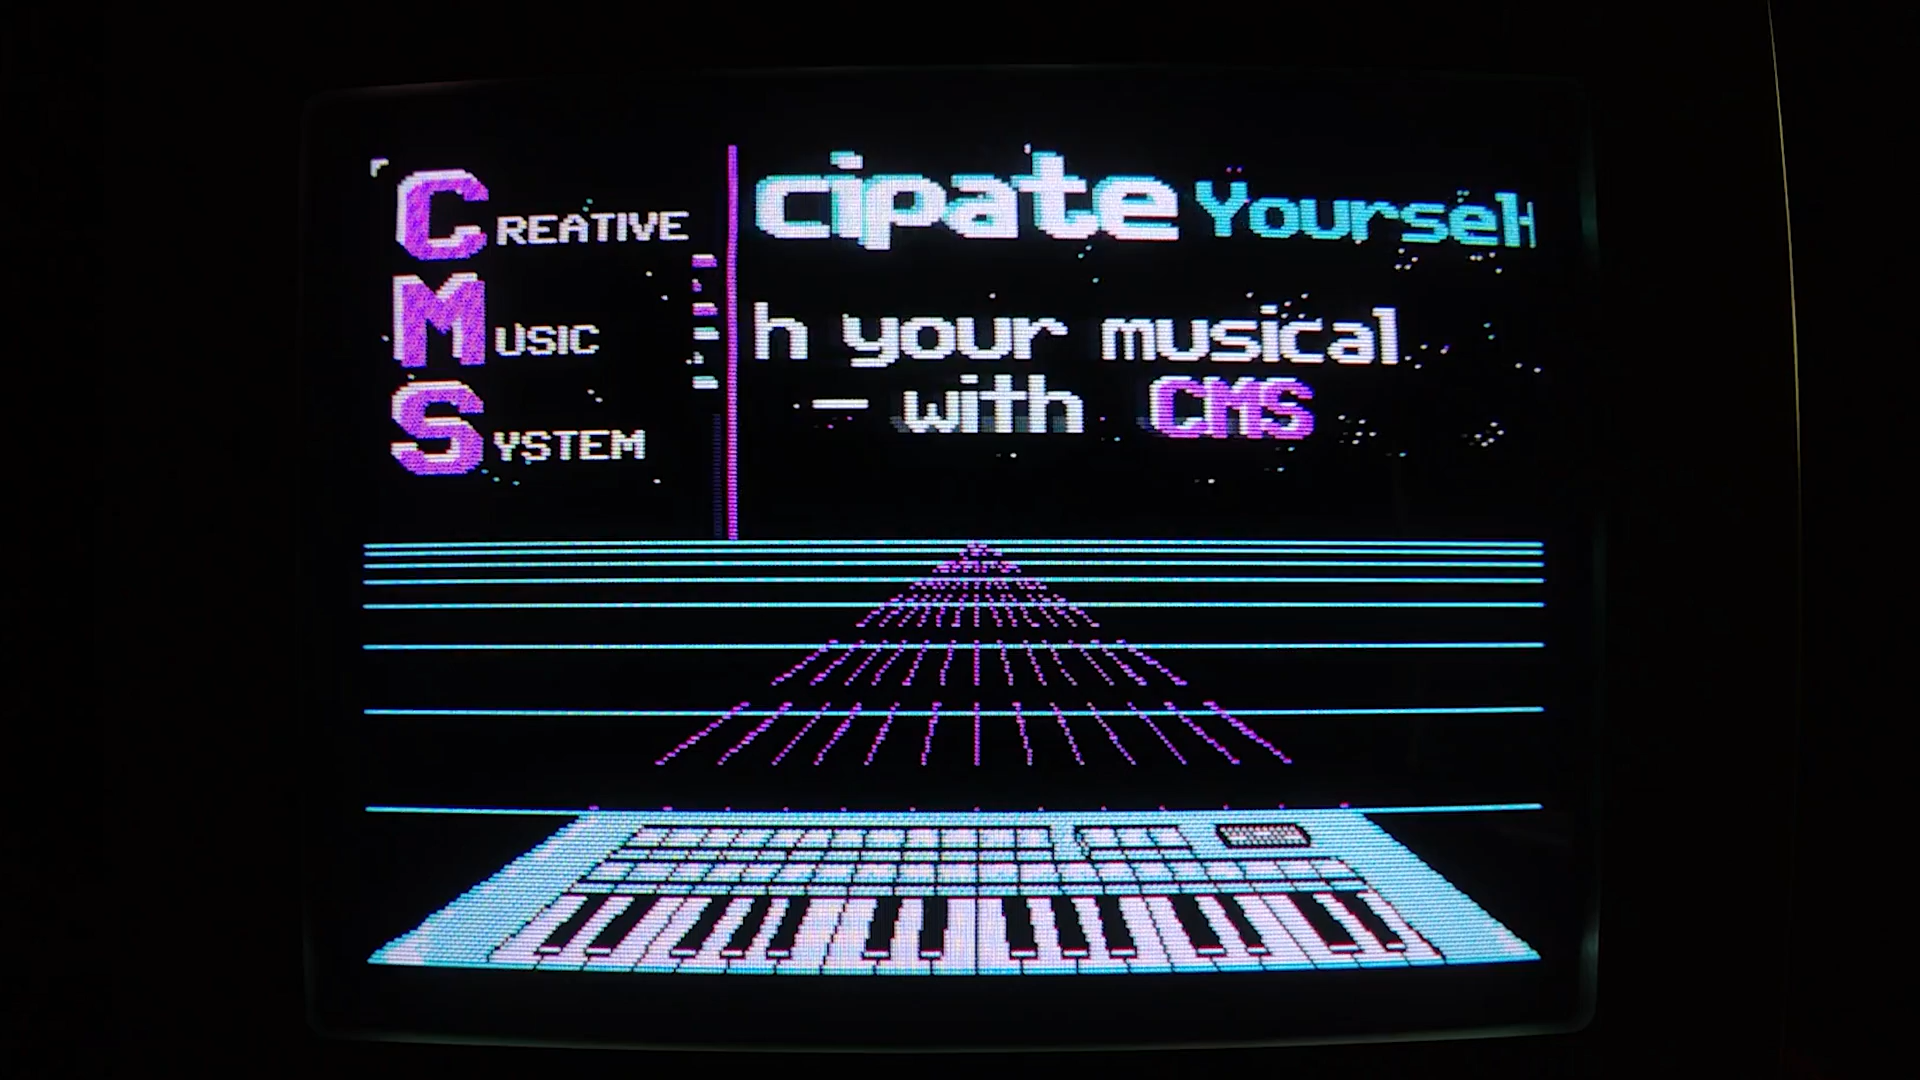 CREATIVE
MUSIC
SYSTEM
cipate Yoursel
h your musical
— with CMS